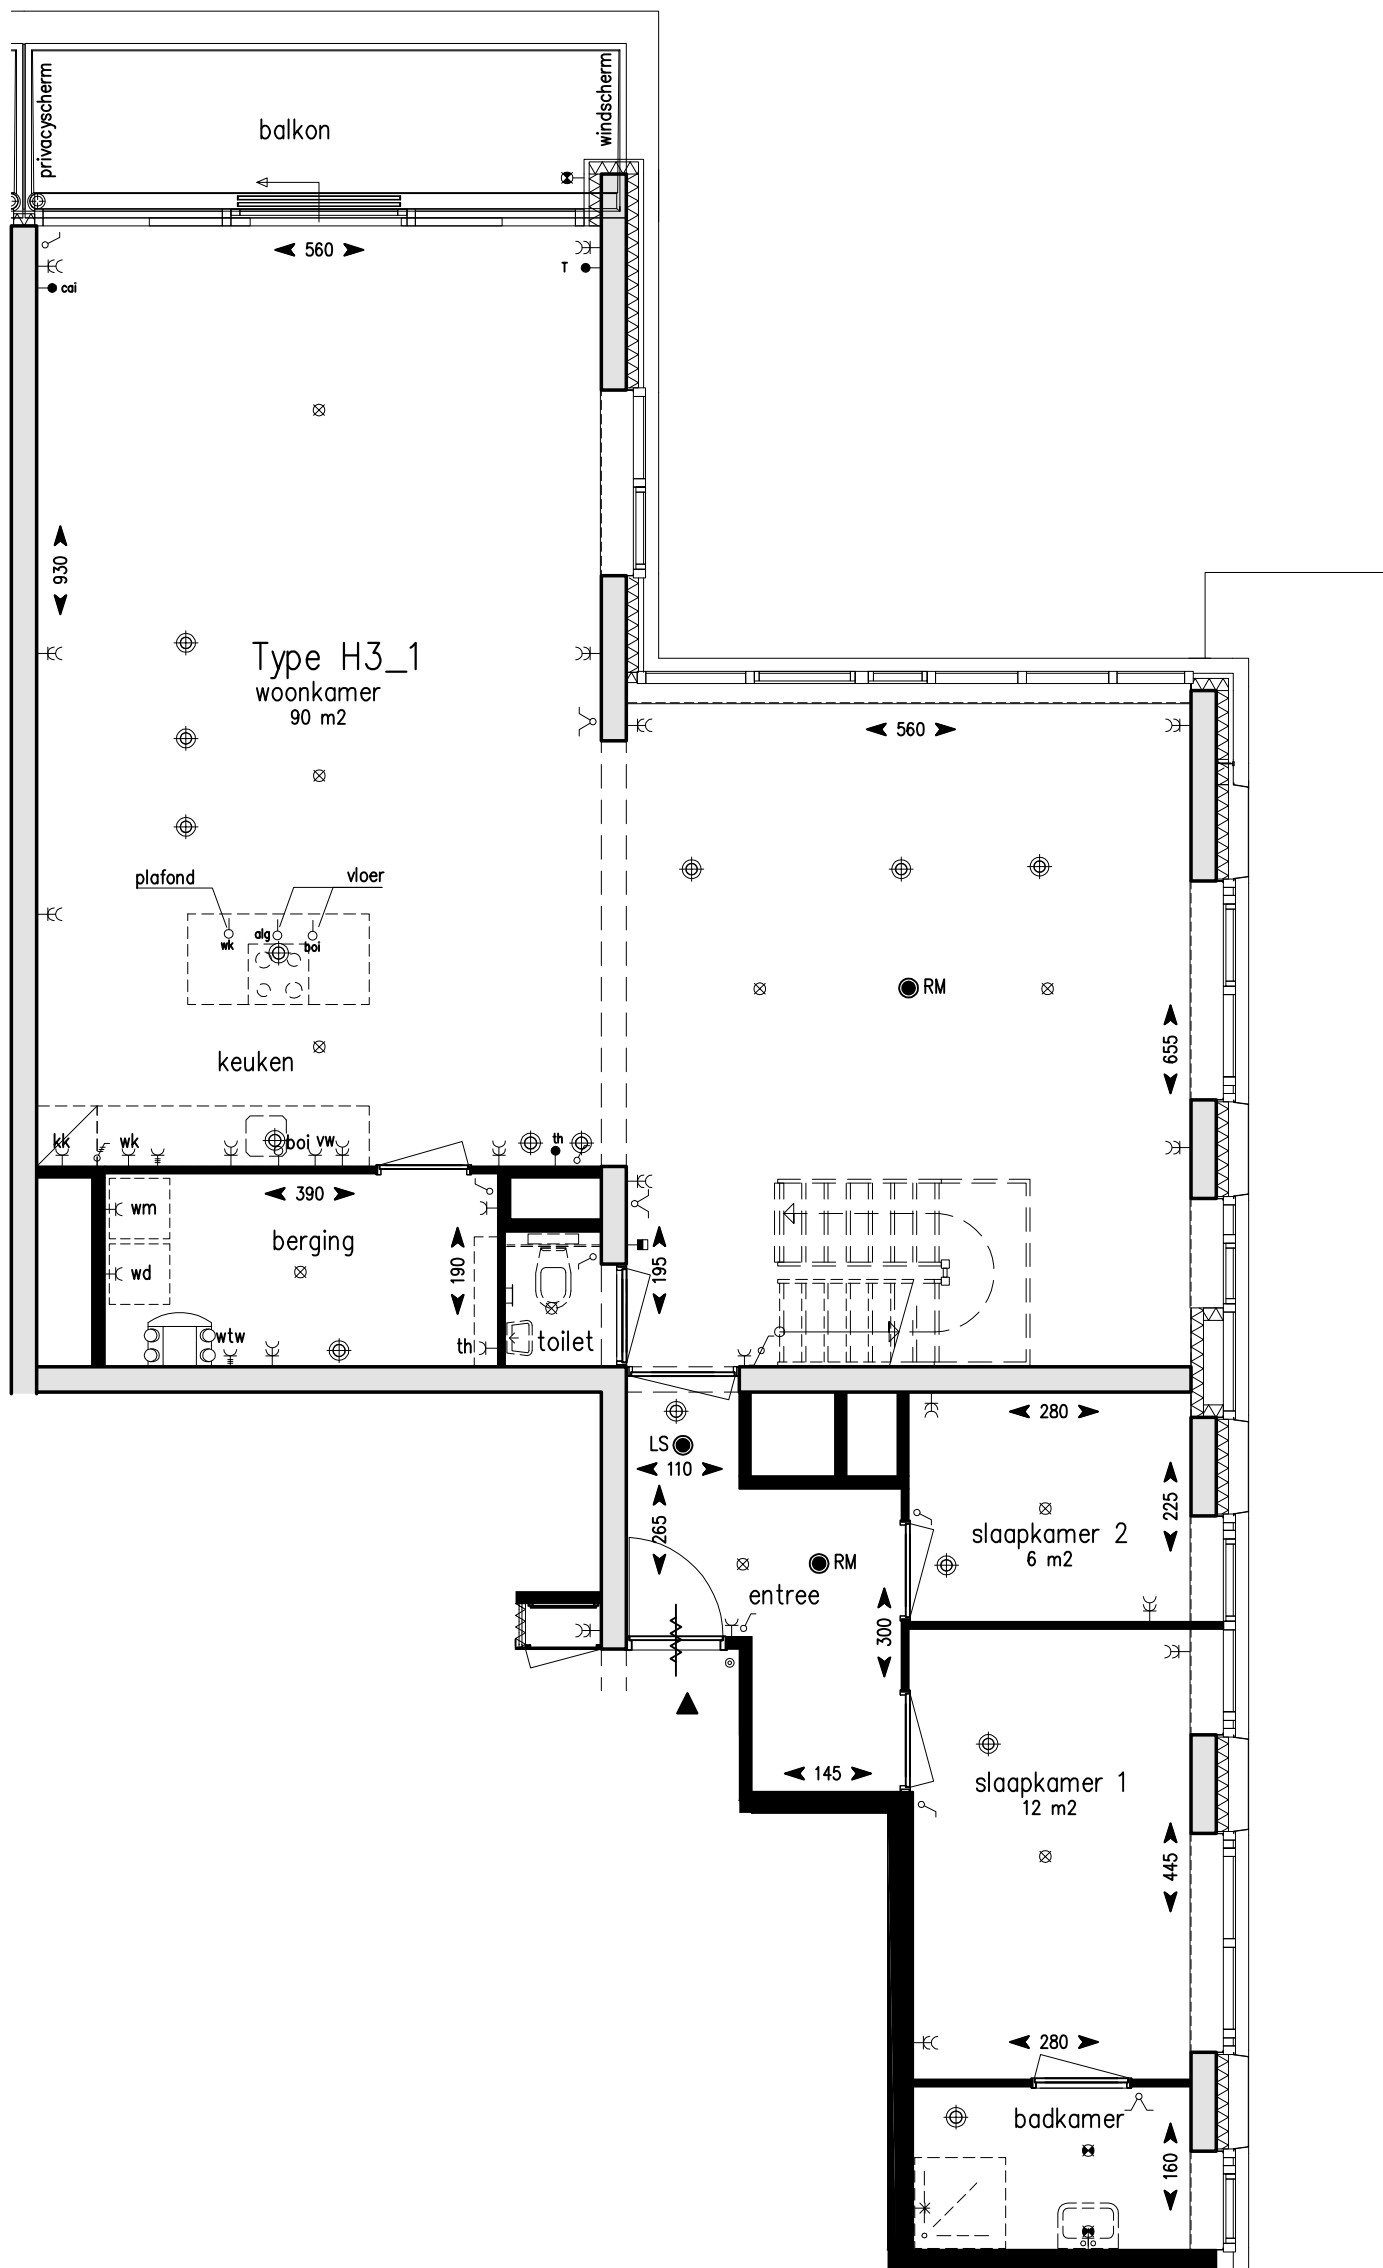 privacyscherm
balkon
windscherm
560
T
cai
930
Type H3_1
woonkamer
90 m2
560
plafond
vloer
wk
alg
boi
RM
655
keuken
kk
wk
boi
vw
th
390
wm
berging
190
195
wd
wtw
th
toilet
LS
110
280
265
225
slaapkamer 2
6 m2
RM
entree
300
145
slaapkamer 1
12 m2
445
280
badkamer
160